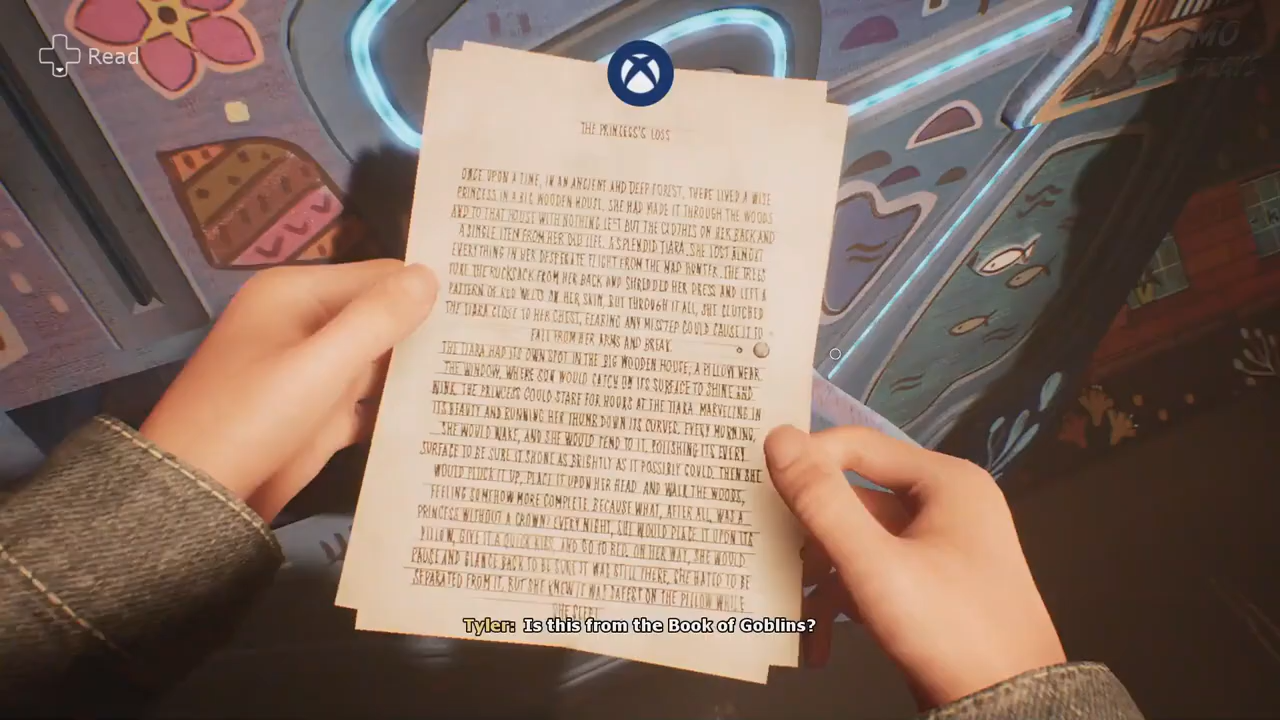 Read
THE PRINCESS'S LOSS
ONCE UPON A TIME, IN AN ANCIENT AND DEEP FOREST, THERE LIVED A WISE
PRINCESS IN A BIG WOODEN HOUSE. SHE HAD MADE IT THROUGH THE WOODS
AND TO THAT HOUSE WITH NOTHING LEFT BUT THE CLOTHES ON HER BACK AND
A SINGLE ITEM FROM HER OLD LIFE, A SPLENDID TIARA. SHE LOST ALMOST
EVERYTHING IN HER DESPERATE FLIGHT FROM THE MAD HUNTER. THE TREES
TORE THE RUCKSACK FROM HER BACK AND SHREDDED HER DRESS AND LEFT A
PATTERN OF RED WELTS ON HER SKIN, BUT THROUGH IT ALL, SHE CLUTCHED
THE TIARA CLOSE TO HER CHEST, FEARING ANY MISSTEP COULD CAUSE IT TO
FALL FROM HER ARMS AND BREAK.
THE TIARA HAD ITS OWN SPOT IN THE BIG WOODEN HOUSE, A PILLOW NEAR
THE WINDOW, WHERE SUN WOULD CATCH ON ITS SURFACE TO SHINE AND
WINK. THE PRINCESS COULD STARE FOR HOURS AT THE TIARA, MARVELING IN
ITS BEAUTY AND RUNNING HER THUMB DOWN ITS CURVES. EVERY MORNING,
SHE WOULD WAKE, AND SHE WOULD TEND TO IT, POLISHING ITS EVERY
SURFACE TO BE SURE IT SHONE AS BRIGHTLY AS IT POSSIBLY COULD. THEN SHE
WOULD PLUCK IT UP, PLACE IT UPON HER HEAD, AND WALK THE WOODS,
FEELING SOMEHOW MORE COMPLETE. BECAUSE WHAT, AFTER ALL, WAS A
PRINCESS WITHOUT A CROWN? EVERY NIGHT, SHE WOULD PLACE IT UPON ITS
PILLOW, GIVE IT A QUICK KISS, AND GO TO BED. ON HER WAY, SHE WOULD
PAUSE AND GLANCE BACK TO BE SURE IT WAS STILL THERE. SHE HATED TO BE
SEPARATED FROM IT, BUT SHE KNEW IT WAS SAFEST ON THE PILLOW WHILE
SHE SLEPT.
Tyler: Is this from the Book of Goblins?